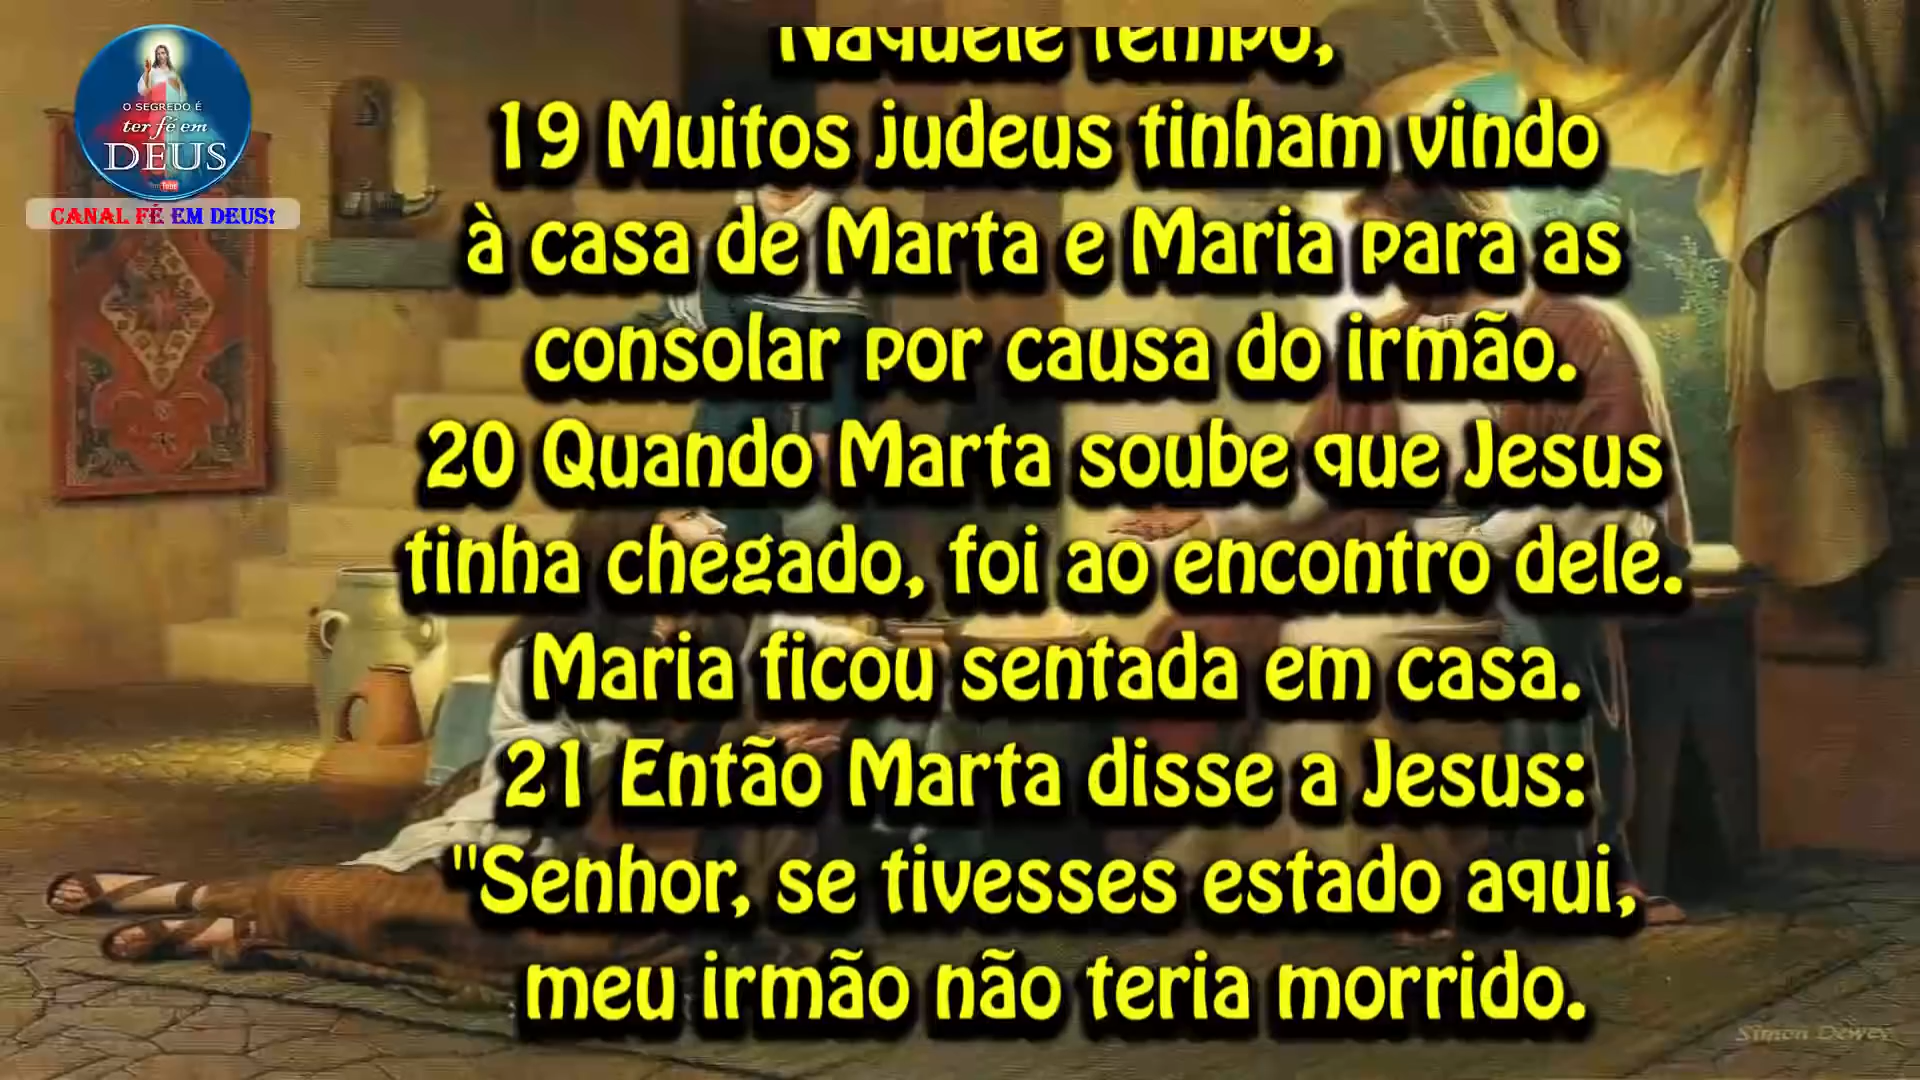 O SEGREDO É
ter fé em
DEUS
CANAL FÉ EM DEUS!
Naquele tempo,
19 Muitos judeus tinham vindo
à casa de Marta e Maria para as
consolar por causa do irmão.
20 Quando Marta soube que Jesus
tinha chegado, foi ao encontro dele.
Maria ficou sentada em casa.
21 Então Marta disse a Jesus:
"Senhor, se tivesses estado aqui,
meu irmão não teria morrido.
Simon Dewey